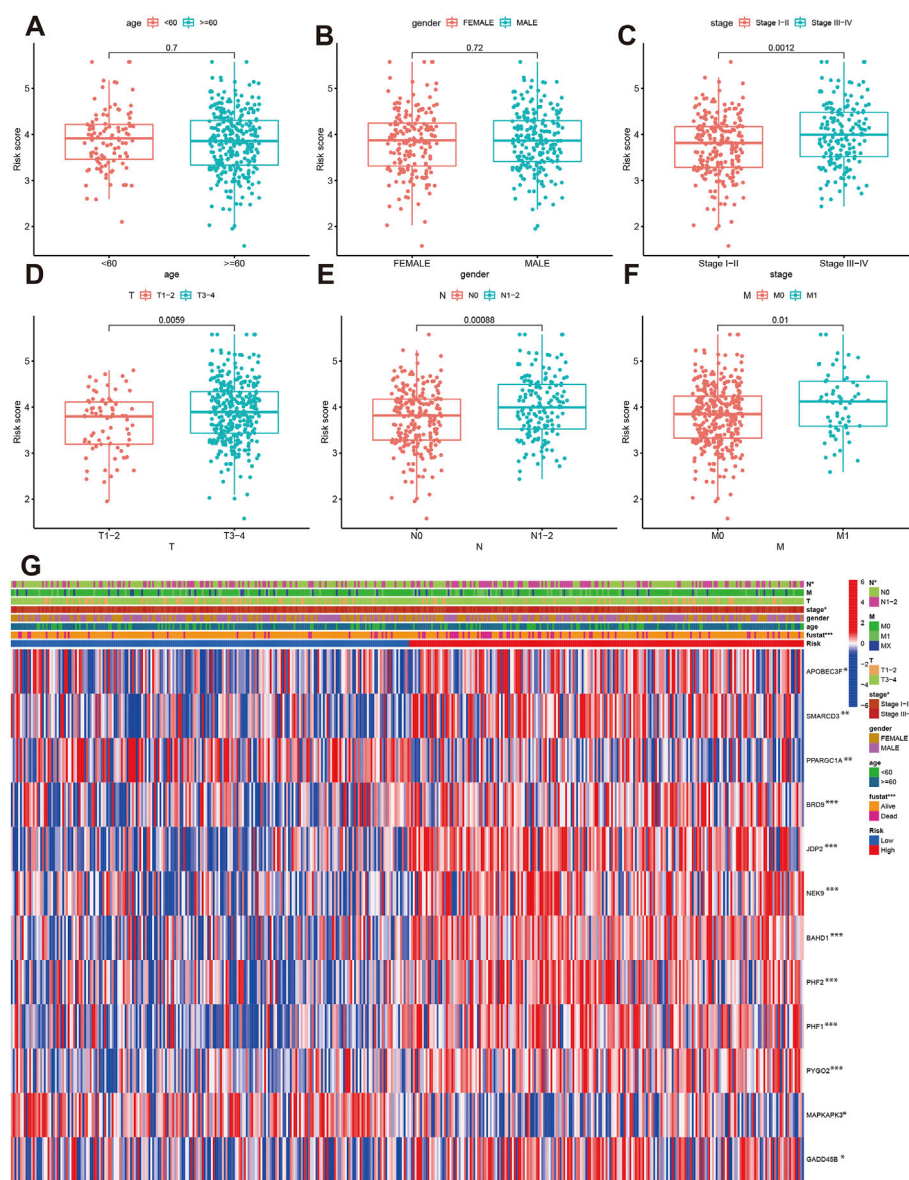 A
age <60 >=60
0.7
Risk score
5
4
3
2
<60 >=60
age
B
gender FEMALE MALE
0.72
Risk score
5
4
3
2
FEMALE MALE
gender
C
stage Stage I−II Stage III−IV
0.0012
Risk score
5
4
3
2
Stage I−II Stage III−IV
stage
D
T T1−2 T3−4
0.0059
Risk score
5
4
3
2
T1−2 T3−4
T
E
N N0 N1−2
0.00088
Risk score
5
4
3
2
N0 N1−2
N
F
M M0 M1
0.01
Risk score
5
4
3
2
M0 M1
M
G
N*
M
T
stage*
gender
age
fustat***
Risk
APOBEC3F*
SMARCD3**
PPARGC1A**
BRD9***
JDP2***
NEK9***
BAHD1***
PHF2***
PHF1***
PYGO2***
MAPKAPK3*
GADD45B*
6
4
2
0
−2
−4
−6
N*
N0
N1−2
M
M0
M1
MX
T
T1−2
T3−4
stage*
Stage I−II
Stage III−
gender
FEMALE
MALE
age
<60
>=60
fustat***
Alive
Dead
Risk
Low
High